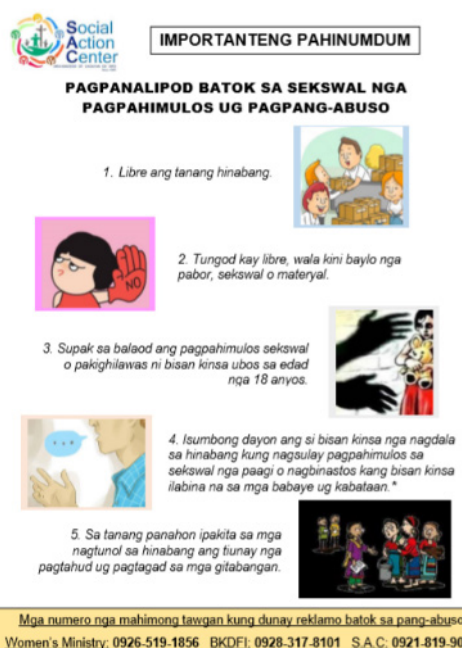 Social
Action
Center
IMPORTANTENG PAHINUMDUM
PAGPANALIPOD BATOK SA SEKSWAL NGA
PAGPAHIMULOS UG PAGPANG-ABUSO
1. Libre ang tanang hinabang.
NO
2. Tungod kay libre, wala kini baylo nga
pabor, sekswal o materyal.
3. Supak sa balaod ang pagpahimulos sekswal
o pakighilawas ni bisan kinsa ubos sa edad
nga 18 anyos.
4. Isumbong dayon ang si bisan kinsa nga nagdala
sa hinabang kung nagsulay pagpahimulos sa
sekswal nga paagi o nagbinastos kang bisan kinsa
ilabina na sa mga babaye ug kabataan.*
5. Sa tanang panahon ipakita sa mga
nagtunol sa hinabang ang tiunay nga
pagtahud ug pagtagad sa mga gitabangan.
Mga numero nga mahimong tawgan kung dunay reklamo batok sa pang-abuso
Women's Ministry: 0926-519-1856 BKDFI: 0928-317-8101 S.A.C: 0921-819-90